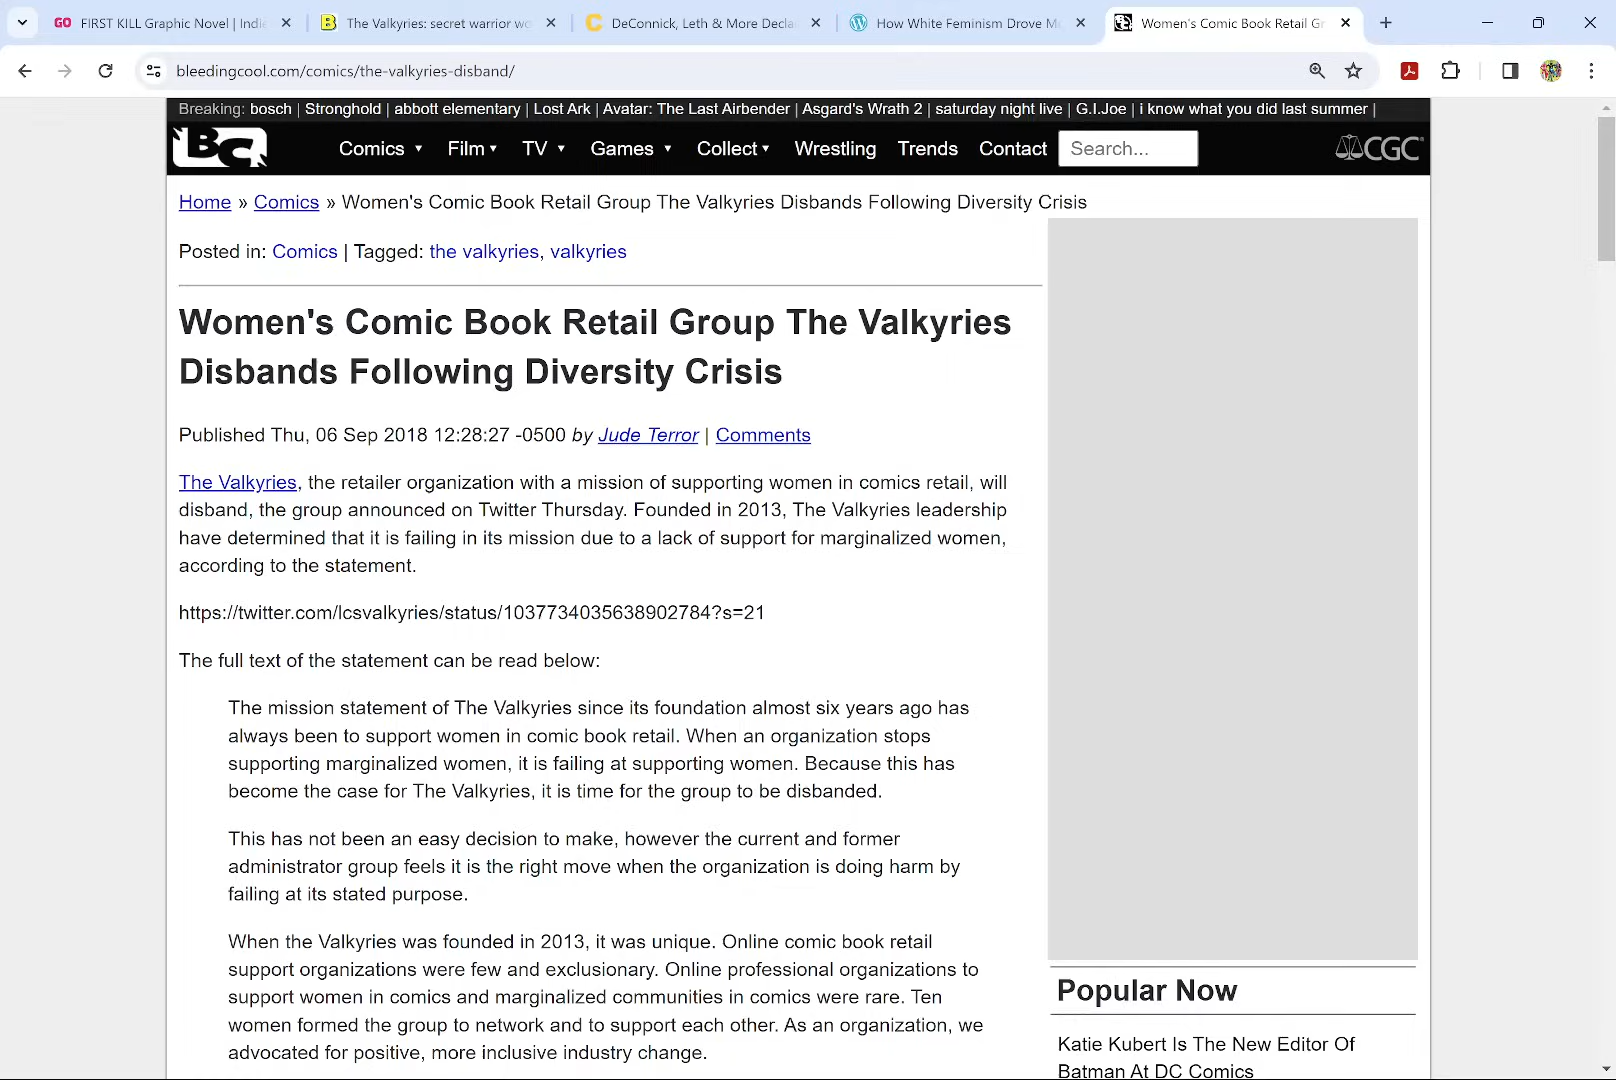 GO FIRST KILL Graphic Novel | Indie
B The Valkyries: secret warrior wo
C DeConnick, Leth & More Decla
How White Feminism Drove M
Women's Comic Book Retail Gr
bleedingcool.com/comics/the-valkyries-disband/
Breaking: bosch | Stronghold | abbott elementary | Lost Ark | Avatar: The Last Airbender | Asgard's Wrath 2 | saturday night live | G.I.Joe | i know what you did last summer |
BC Comics Film TV Games Collect Wrestling Trends Contact Search... CGC
Home » Comics » Women's Comic Book Retail Group The Valkyries Disbands Following Diversity Crisis
Posted in: Comics | Tagged: the valkyries, valkyries
Women's Comic Book Retail Group The Valkyries
Disbands Following Diversity Crisis
Published Thu, 06 Sep 2018 12:28:27 -0500 by Jude Terror | Comments
The Valkyries, the retailer organization with a mission of supporting women in comics retail, will
disband, the group announced on Twitter Thursday. Founded in 2013, The Valkyries leadership
have determined that it is failing in its mission due to a lack of support for marginalized women,
according to the statement.
https://twitter.com/lcsvalkyries/status/1037734035638902784?s=21
The full text of the statement can be read below:
The mission statement of The Valkyries since its foundation almost six years ago has
always been to support women in comic book retail. When an organization stops
supporting marginalized women, it is failing at supporting women. Because this has
become the case for The Valkyries, it is time for the group to be disbanded.
This has not been an easy decision to make, however the current and former
administrator group feels it is the right move when the organization is doing harm by
failing at its stated purpose.
When the Valkyries was founded in 2013, it was unique. Online comic book retail
support organizations were few and exclusionary. Online professional organizations to
support women in comics and marginalized communities in comics were rare. Ten
women formed the group to network and to support each other. As an organization, we
advocated for positive, more inclusive industry change.
Popular Now
Katie Kubert Is The New Editor Of
Batman At DC Comics